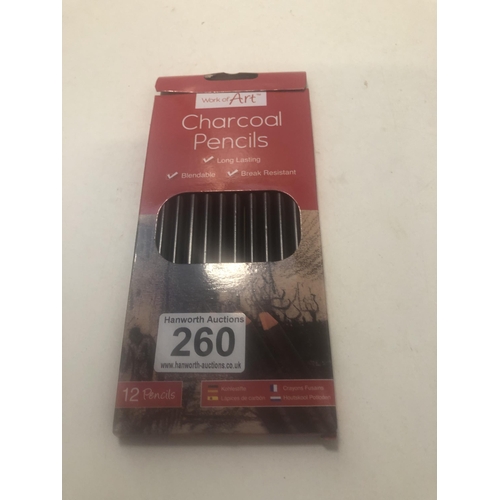 Work of Art™
Charcoal
Pencils
Long Lasting
Blendable Break Resistant
Hanworth Auctions
260
www.hanworth-auctions.co.uk
12 Pencils